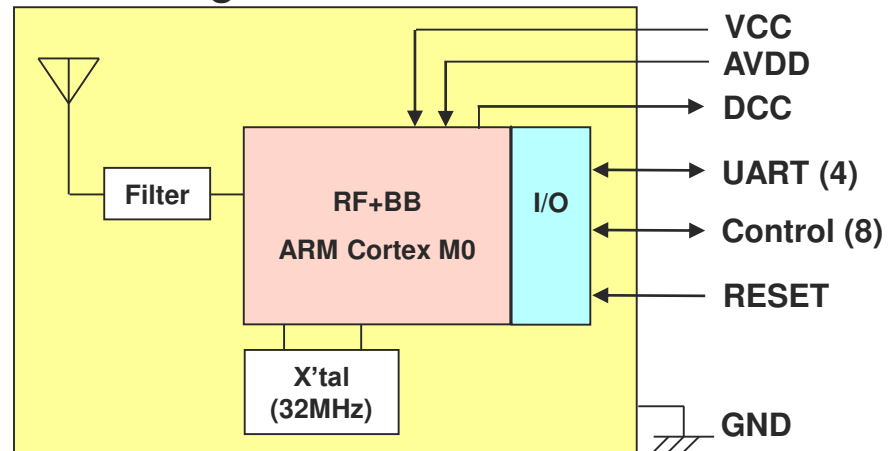 VCC
AVDD
DCC
Filter
RF+BB
ARM Cortex M0
I/O
UART (4)
Control (8)
RESET
X'tal
(32MHz)
GND